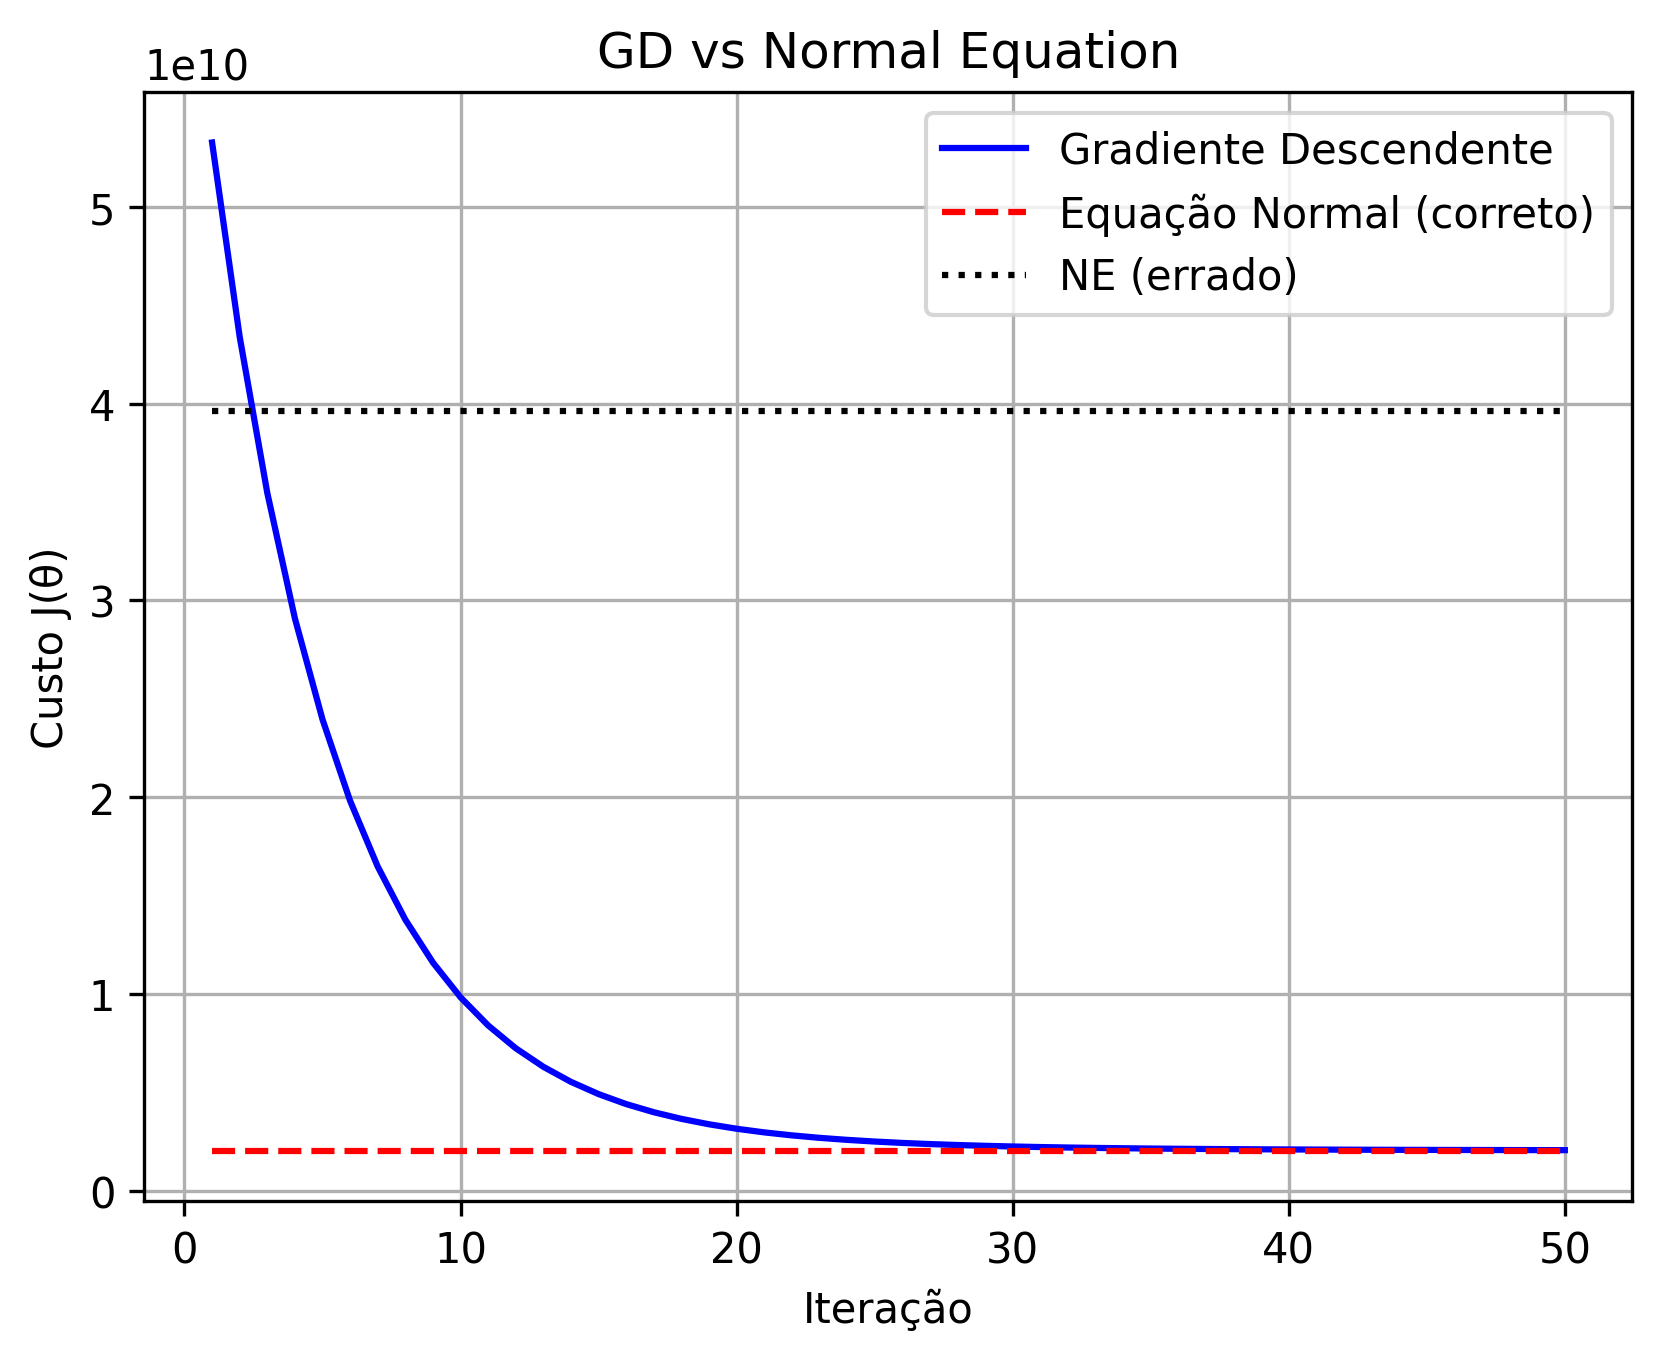 GD vs Normal Equation
1e10
Gradiente Descendente
Equação Normal (correto)
NE (errado)
5
4
3
2
1
0
Custo J(θ)
0 10 20 30 40 50
Iteração